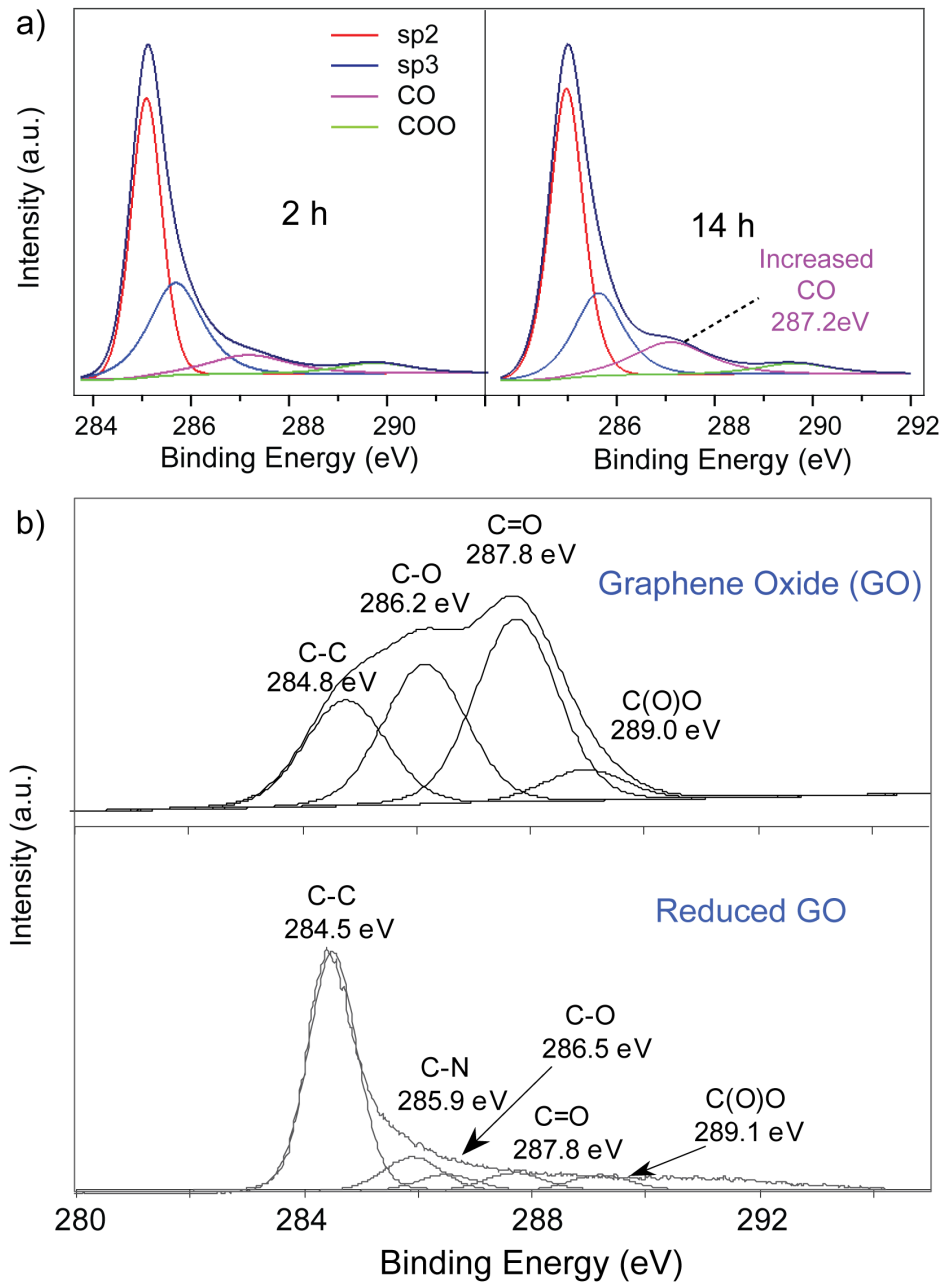 a)
sp2
sp3
CO
COO
2 h
14 h
Increased
CO
287.2eV
Intensity (a.u.)
284 286 288 290
286 288 290 292
Binding Energy (eV)
Binding Energy (eV)
b)
C=O
287.8 eV
Graphene Oxide (GO)
C-O
286.2 eV
C-C
284.8 eV
C(O)O
289.0 eV
Intensity (a.u.)
C-C
284.5 eV
Reduced GO
C-O
286.5 eV
C-N
285.9 eV
C=O
287.8 eV
C(O)O
289.1 eV
280 284 288 292
Binding Energy (eV)